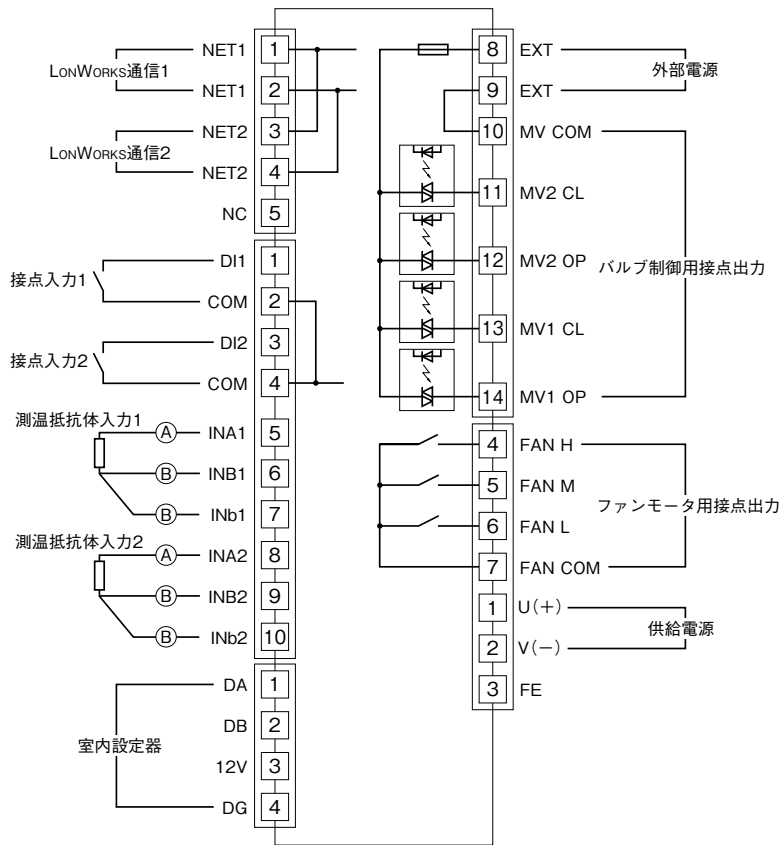 LONWORKS通信1
NET1 1
NET1 2
LONWORKS通信2
NET2 3
NET2 4
NC 5
接点入力1
DI1 1
COM 2
接点入力2
DI2 3
COM 4
測温抵抗体入力1
A INA1 5
B INB1 6
B INb1 7
測温抵抗体入力2
A INA2 8
B INB2 9
B INb2 10
室内設定器
DA 1
DB 2
12V 3
DG 4
8 EXT
9 EXT
外部電源
10 MV COM
11 MV2 CL
12 MV2 OP
バルブ制御用接点出力
13 MV1 CL
14 MV1 OP
4 FAN H
5 FAN M
ファンモータ用接点出力
6 FAN L
7 FAN COM
1 U(+)
供給電源
2 V(−)
3 FE